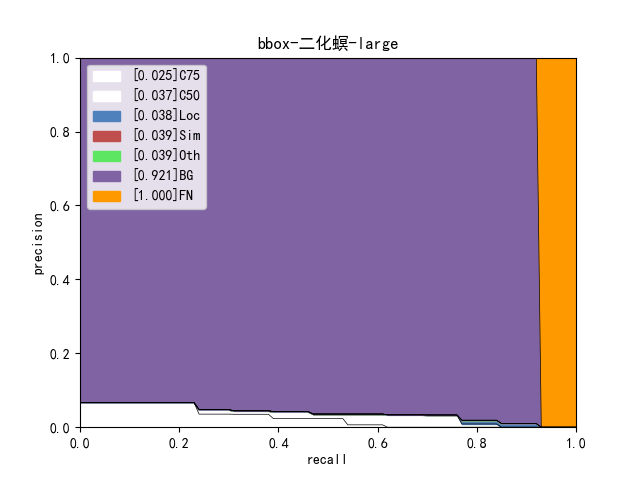 bbox-二化螟-large
1.0
0.8
0.6
0.4
0.2
0.0
precision
[0.025]C75
[0.037]C50
[0.038]Loc
[0.039]Sim
[0.039]Oth
[0.921]BG
[1.000]FN
0.0 0.2 0.4 0.6 0.8 1.0
recall